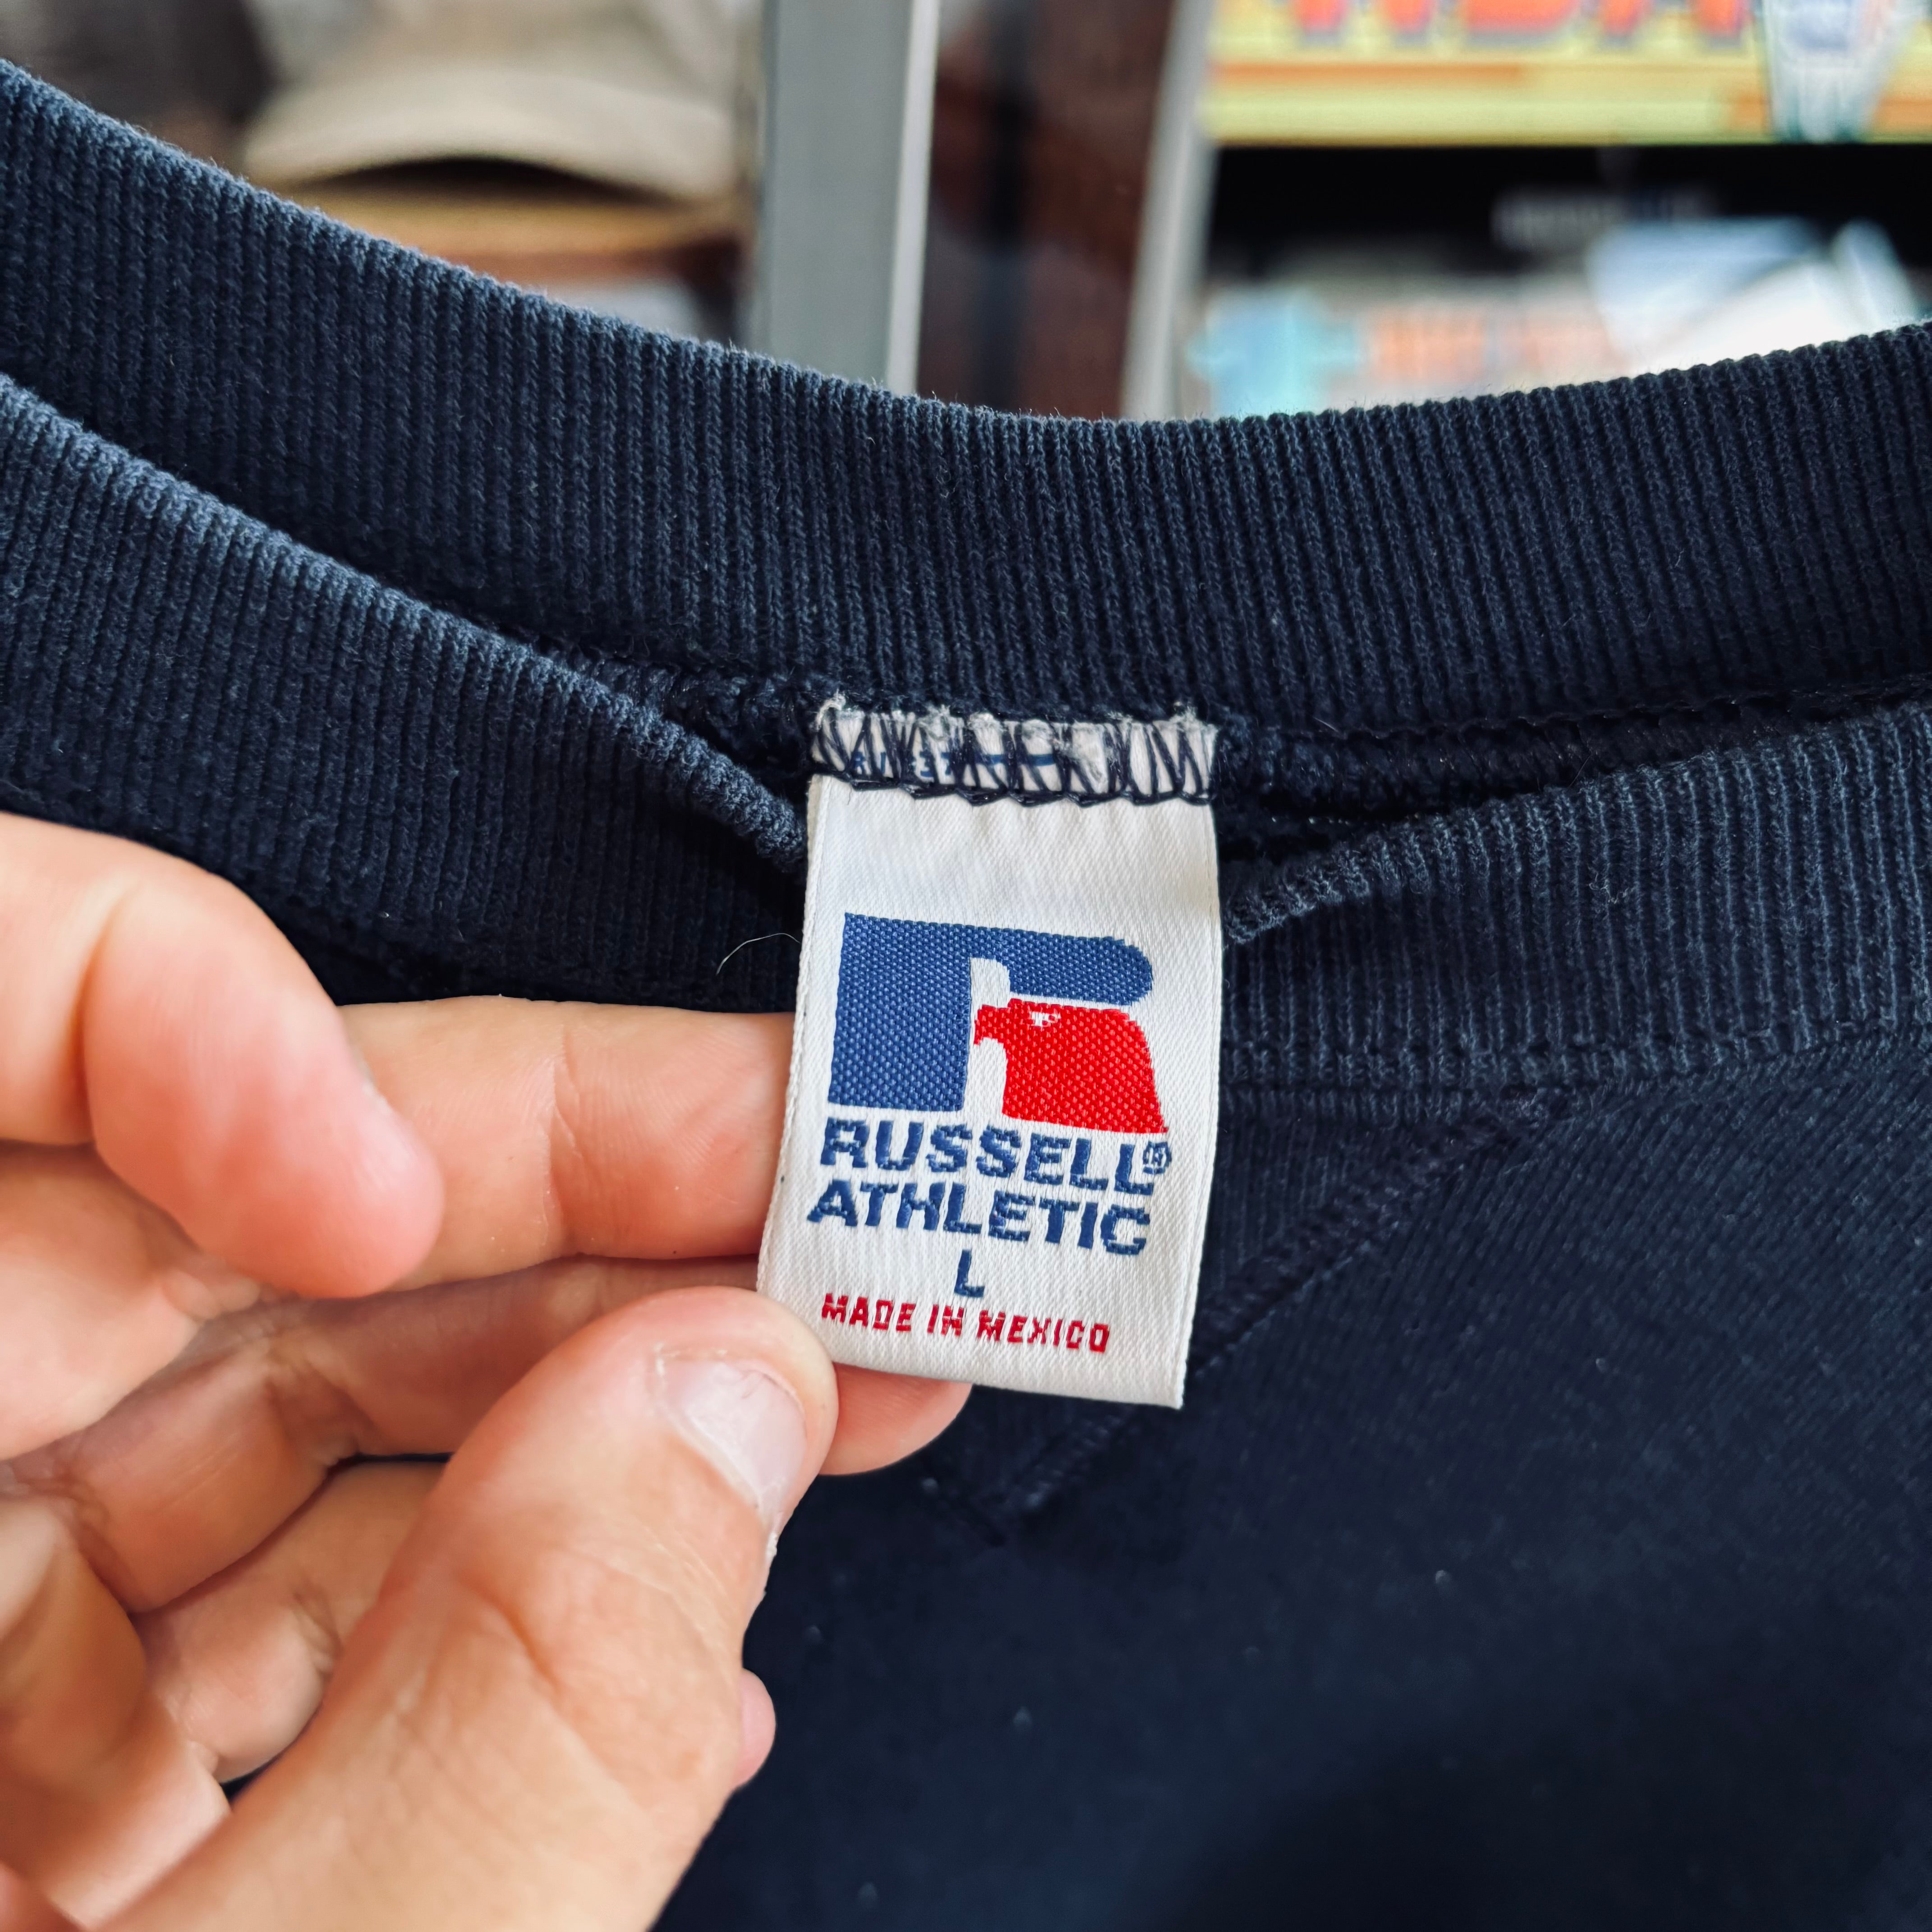 RUSSELL®
ATHLETIC
L
MADE IN MEXICO